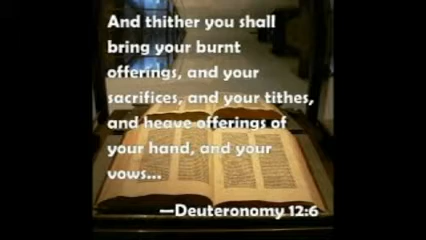 And thither you shall
bring your burnt
offerings, and your
sacrifices, and your tithes,
and heave offerings of
your hand, and your
vows...
—Deuteronomy 12:6